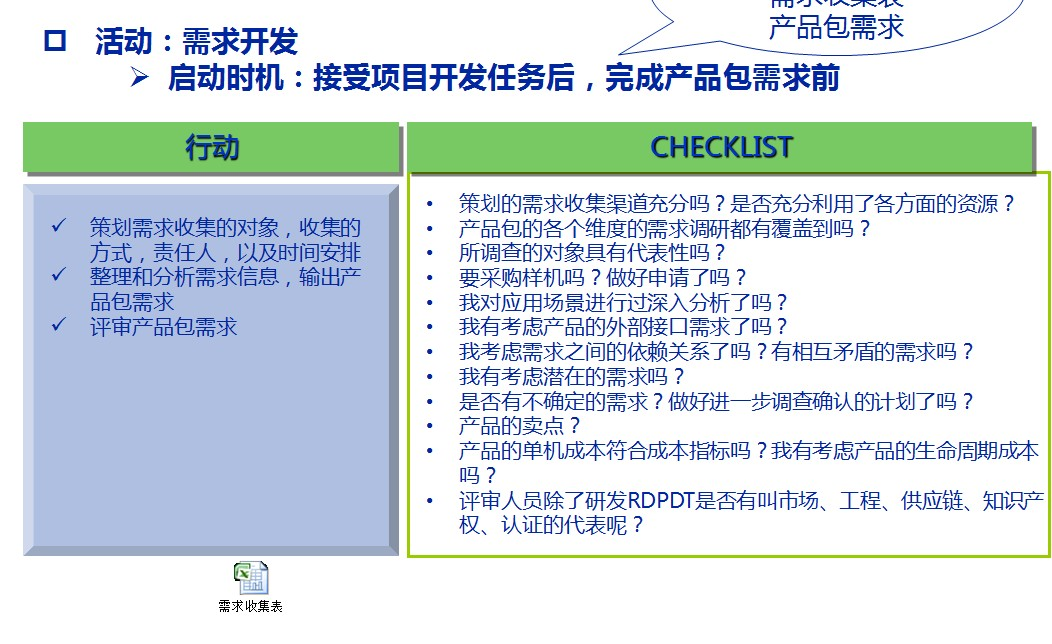 需求收集表
产品包需求
活动：需求开发
启动时机：接受项目开发任务后，完成产品包需求前
行动
CHECKLIST
策划需求收集的对象，收集的
方式，责任人，以及时间安排
整理和分析需求信息，输出产
品包需求
评审产品包需求
策划的需求收集渠道充分吗？是否充分利用了各方面的资源？
产品包的各个维度的需求调研都有覆盖到吗？
所调查的对象具有代表性吗？
要采购样机吗？做好申请了吗？
我对应用场景进行过深入分析了吗？
我有考虑产品的外部接口需求了吗？
我考虑需求之间的依赖关系了吗？有相互矛盾的需求吗？
我有考虑潜在的需求吗？
是否有不确定的需求？做好进一步调查确认的计划了吗？
产品的卖点？
产品的单机成本符合成本指标吗？我有考虑产品的生命周期成本
吗？
评审人员除了研发RDPDT是否有叫市场、工程、供应链、知识产
权、认证的代表呢？
需求收集表